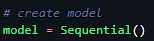 # create model
model = Sequential()